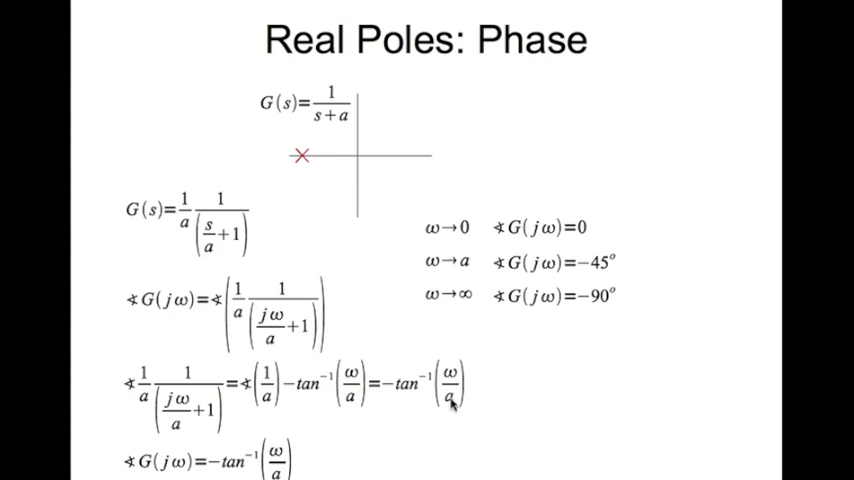 Real Poles: Phase
G(s)=1/(s+a)
G(s)=1/a 1/(s/a+1)
∢G(jω)=∢(1/a 1/(jω/a+1))
∢1/a 1/(jω/a+1)=∢(1/a)−tan⁻¹(ω/a)=−tan⁻¹(ω/a)
∢G(jω)=−tan⁻¹(ω/a)
ω→0 ∢G(jω)=0
ω→a ∢G(jω)=−45°
ω→∞ ∢G(jω)=−90°